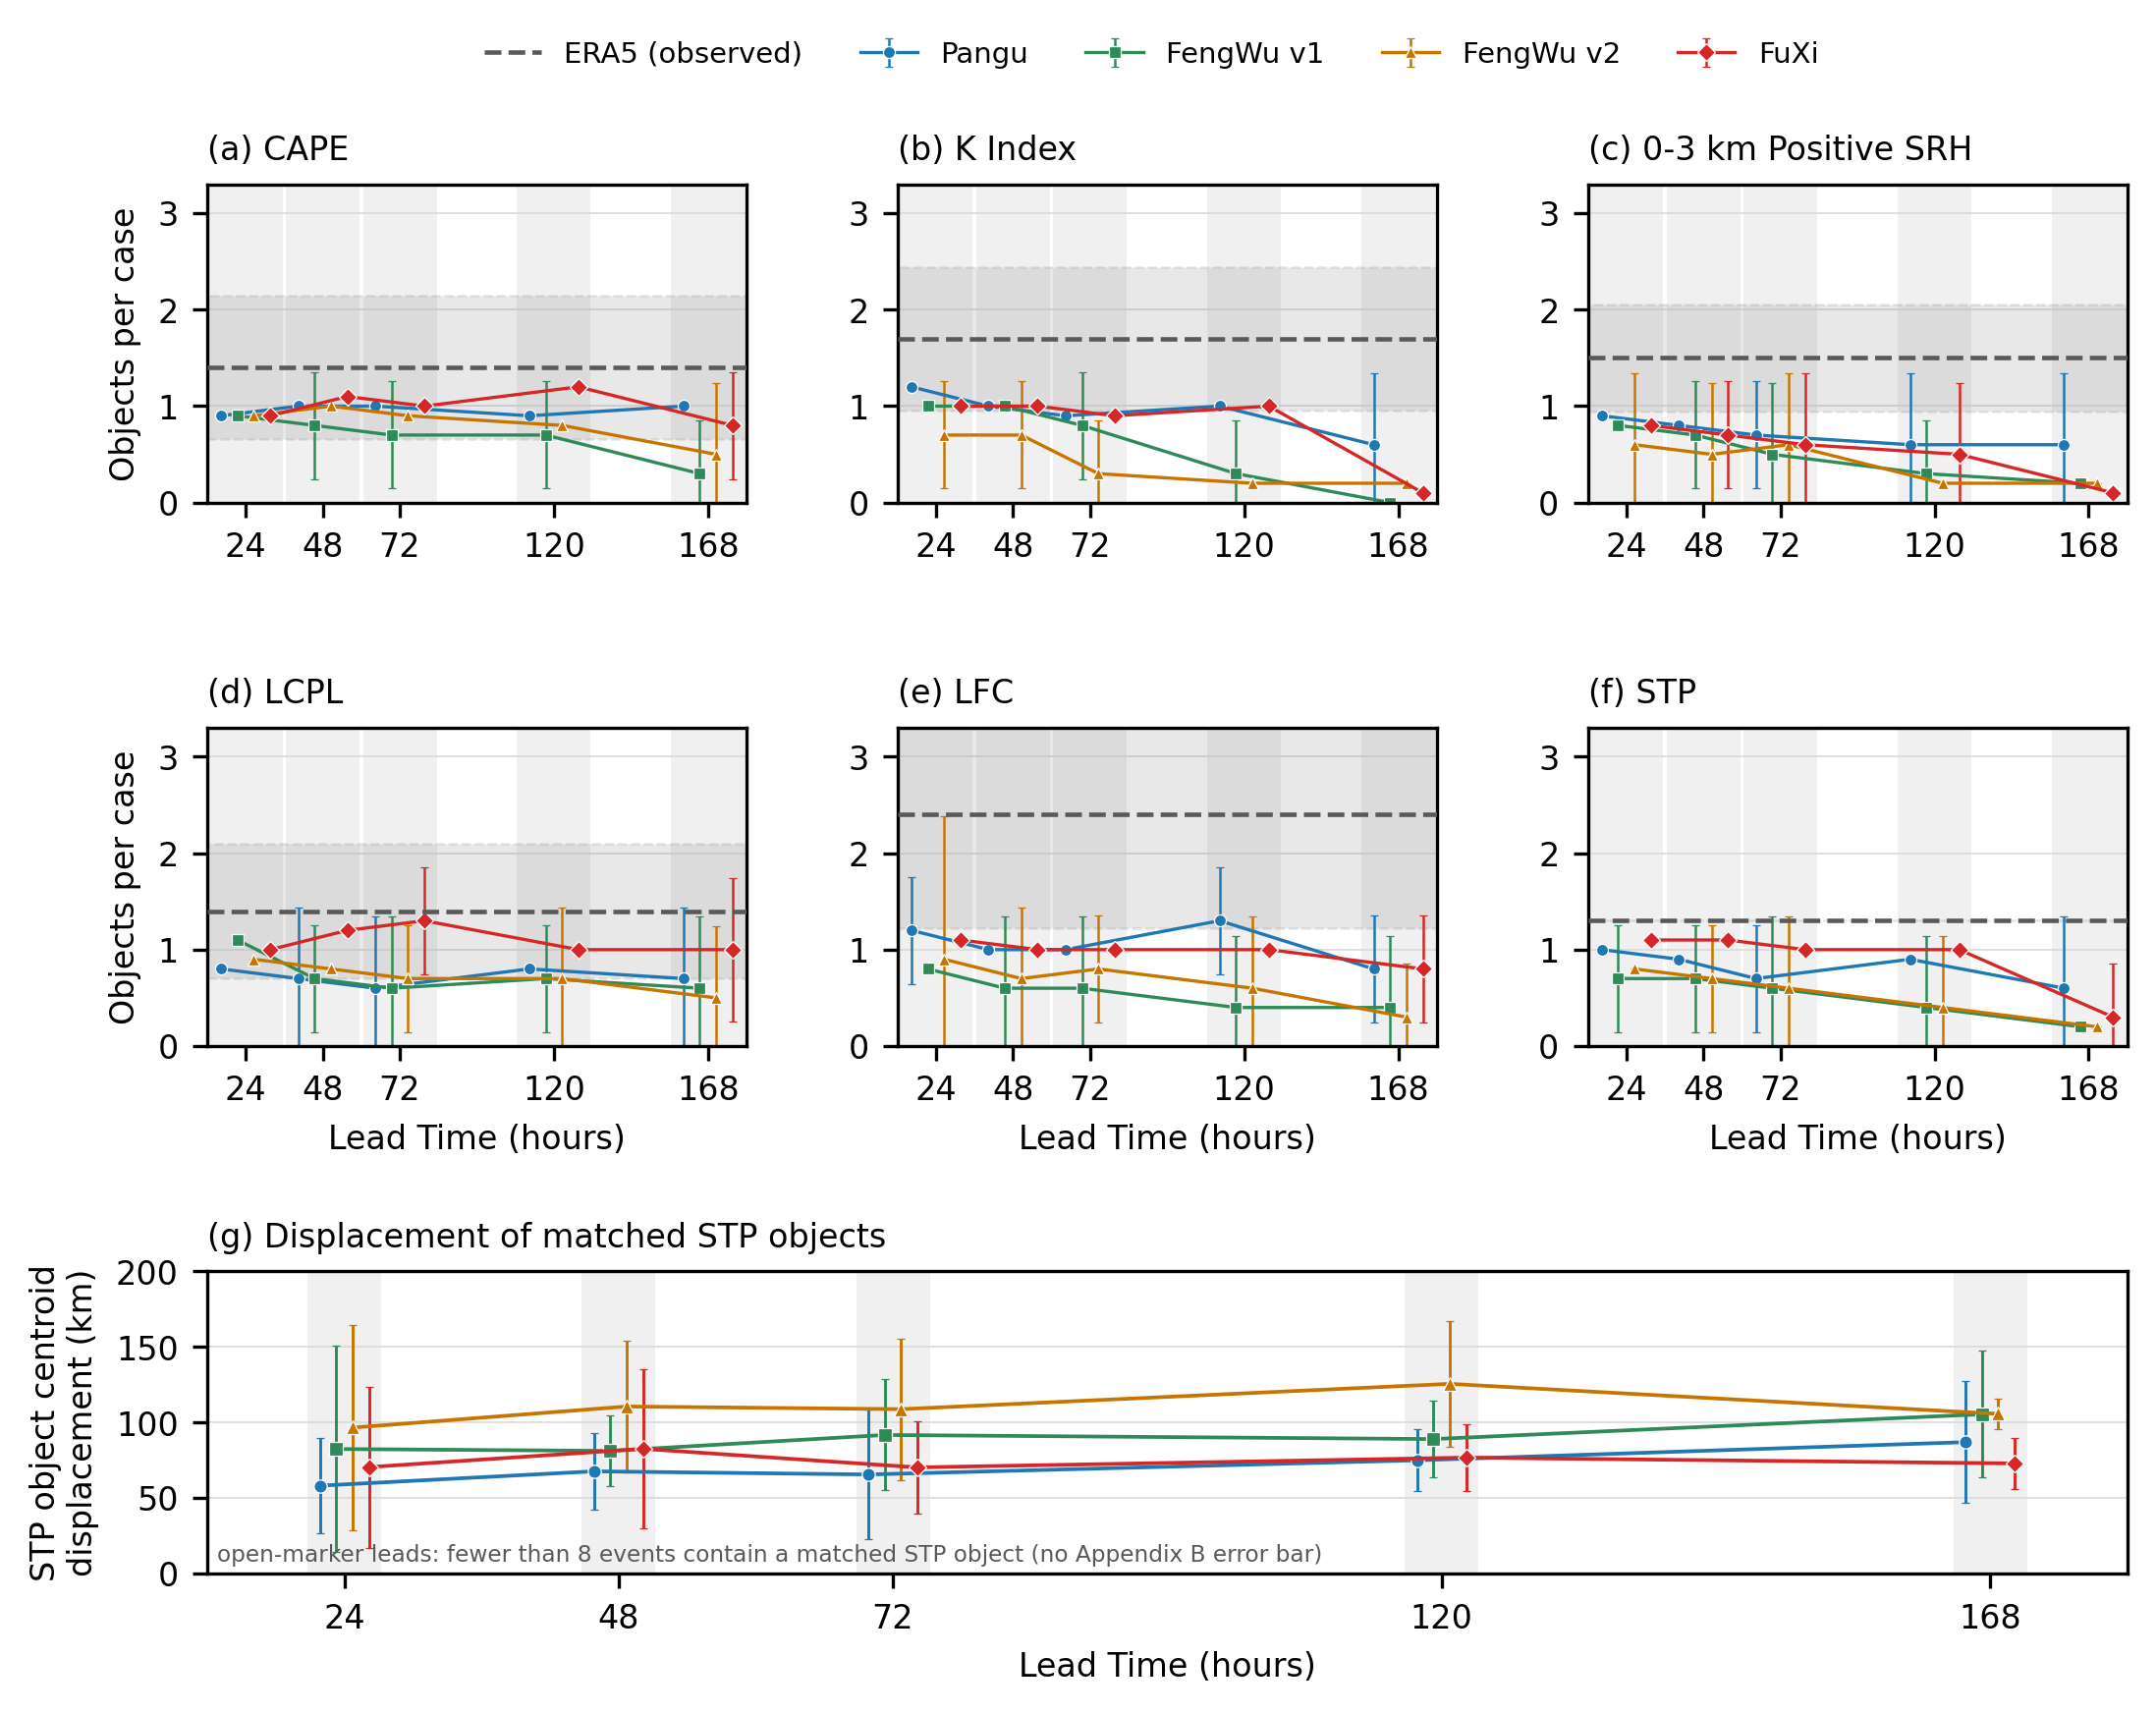 ERA5 (observed) Pangu FengWu v1 FengWu v2 FuXi
(a) CAPE
Objects per case
3
2
1
0
24 48 72 120 168
(b) K Index
3
2
1
0
24 48 72 120 168
(c) 0-3 km Positive SRH
3
2
1
0
24 48 72 120 168
(d) LCPL
Objects per case
3
2
1
0
24 48 72 120 168
Lead Time (hours)
(e) LFC
3
2
1
0
24 48 72 120 168
Lead Time (hours)
(f) STP
3
2
1
0
24 48 72 120 168
Lead Time (hours)
(g) Displacement of matched STP objects
STP object centroid
displacement (km)
200
150
100
50
0
open-marker leads: fewer than 8 events contain a matched STP object (no Appendix B error bar)
24 48 72 120 168
Lead Time (hours)